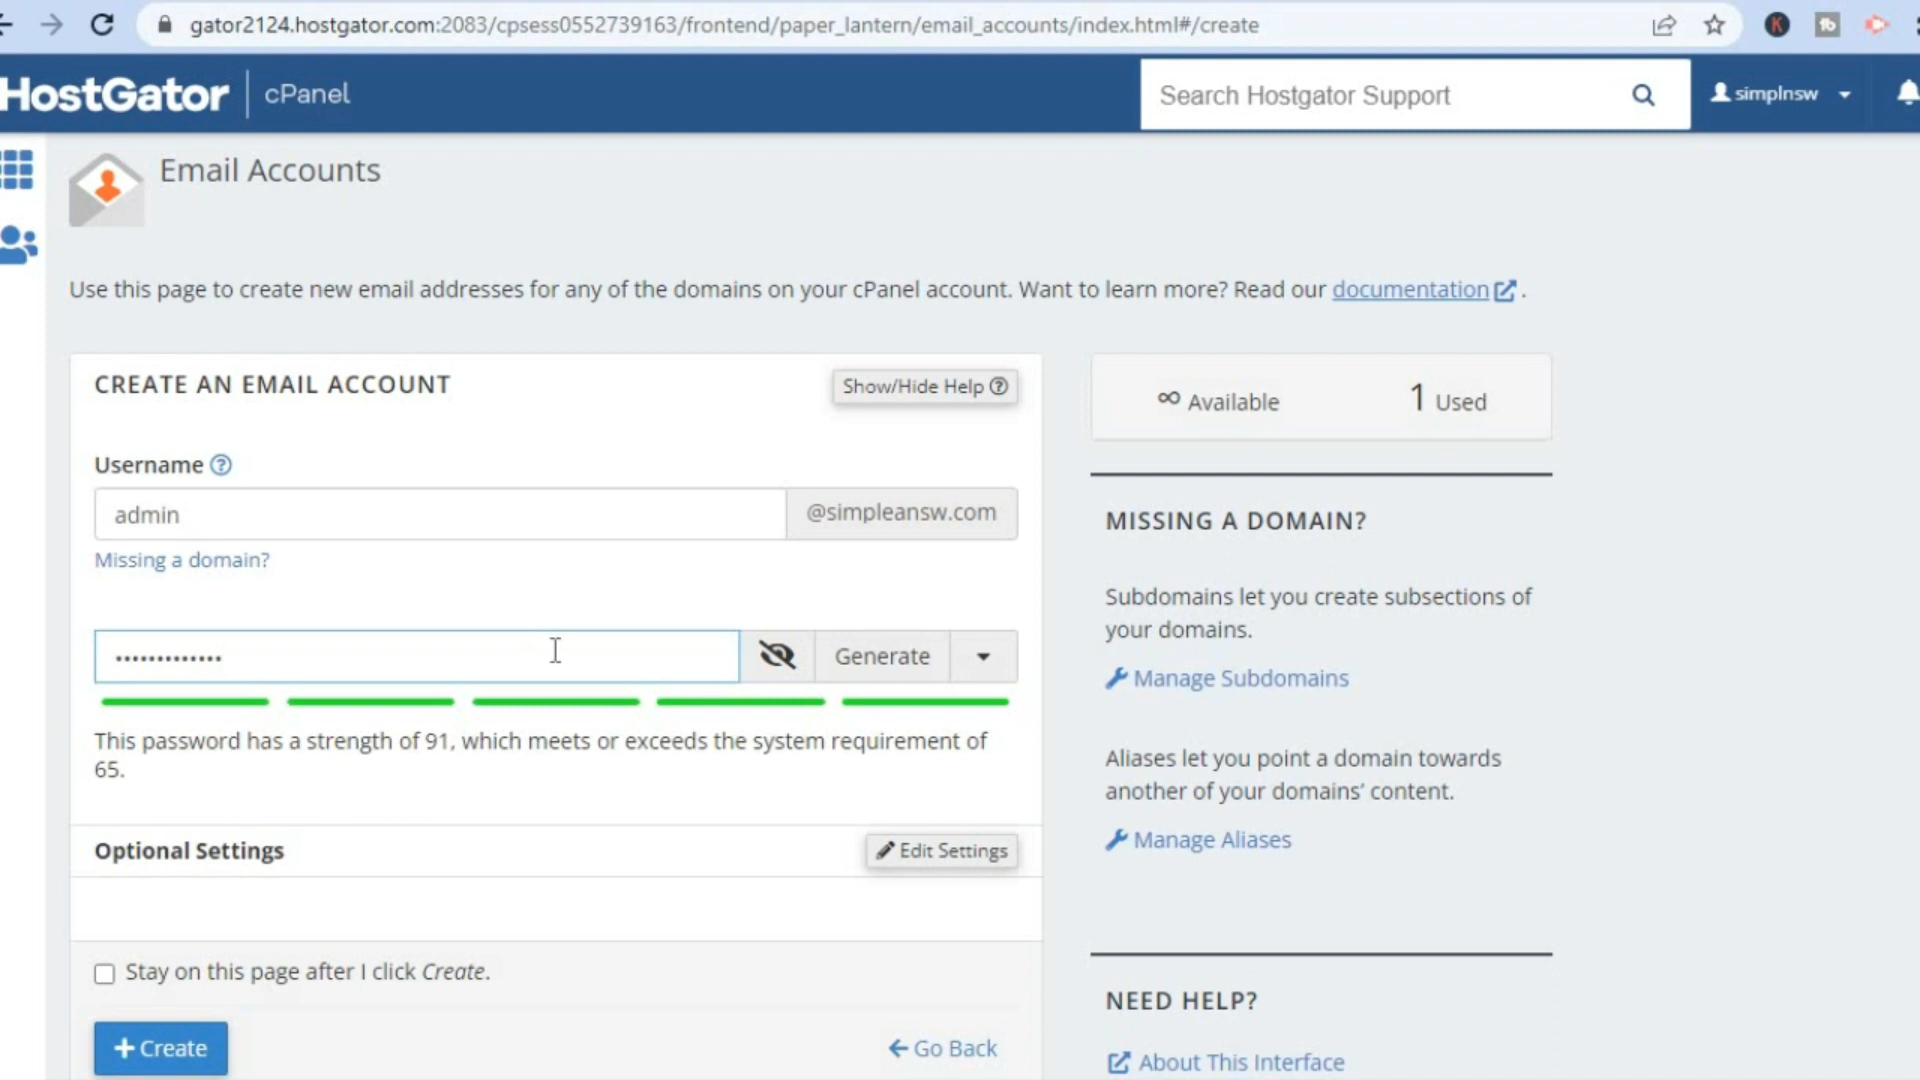 gator2124.hostgator.com:2083/cpsess0552739163/frontend/paper_lantern/email_accounts/index.html#/create
K
tb
HostGator
cPanel
Search Hostgator Support
simplnsw
Email Accounts
Use this page to create new email addresses for any of the domains on your cPanel account. Want to learn more? Read our documentation .
CREATE AN EMAIL ACCOUNT
Show/Hide Help ?
Username ?
admin
@simpleansw.com
Missing a domain?
•••••••••••••
Generate
This password has a strength of 91, which meets or exceeds the system requirement of
65.
Optional Settings
Edit Settings
Stay on this page after I click Create.
+ Create
Go Back
∞ Available
1 Used
MISSING A DOMAIN?
Subdomains let you create subsections of
your domains.
Manage Subdomains
Aliases let you point a domain towards
another of your domains’ content.
Manage Aliases
NEED HELP?
About This Interface